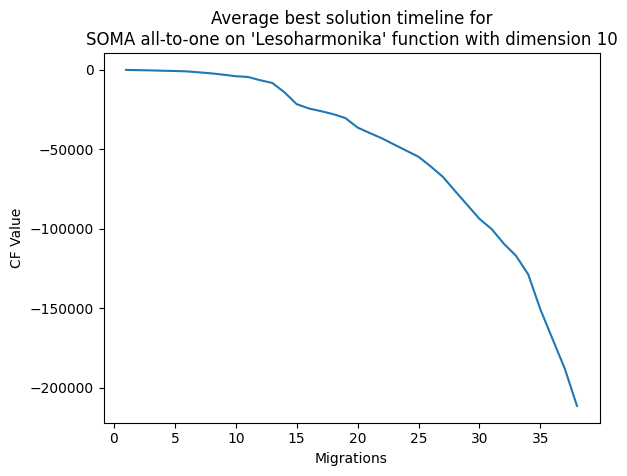 Average best solution timeline for
SOMA all-to-one on 'Lesoharmonika' function with dimension 10
0
−50000
−100000
−150000
−200000
CF Value
0 5 10 15 20 25 30 35
Migrations